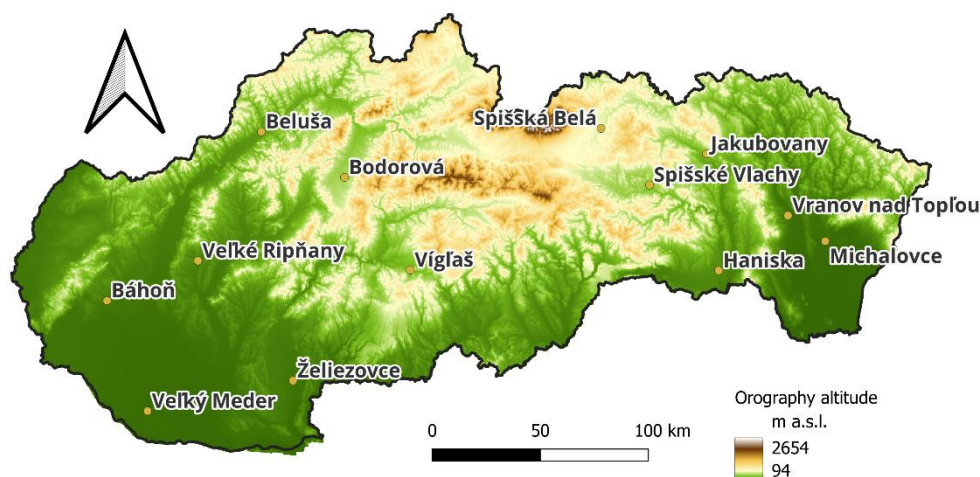 Spišská Belá
Beluša
Jakubovany
Bodorová
Spišské Vlachy
Vranov nad Topľou
Veľké Ripňany
Vígľaš
Haniska
Michalovce
Báhoň
Želiezovce
Veľký Meder
Orography altitude
m a.s.l.
2654
94
0 50 100 km